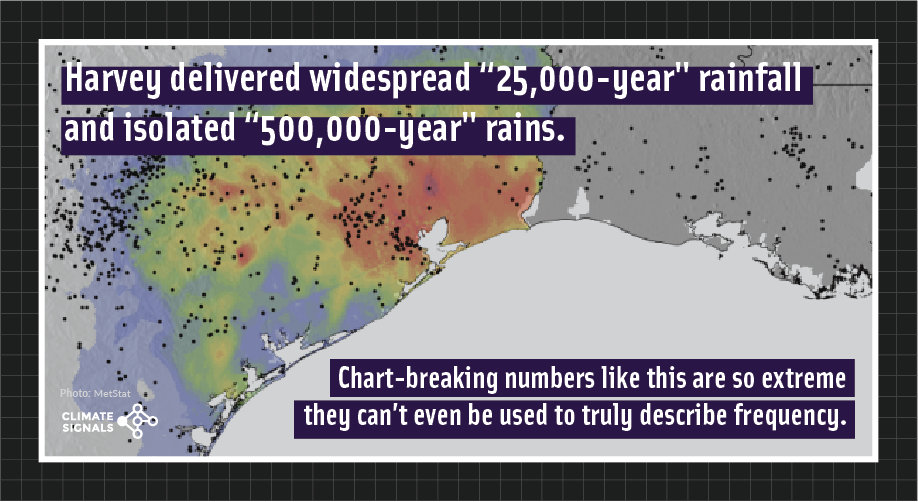 Harvey delivered widespread “25,000-year" rainfall
and isolated “500,000-year" rains.
Chart-breaking numbers like this are so extreme
they can’t even be used to truly describe frequency.
Photo: MetStat
CLIMATE
SIGNALS